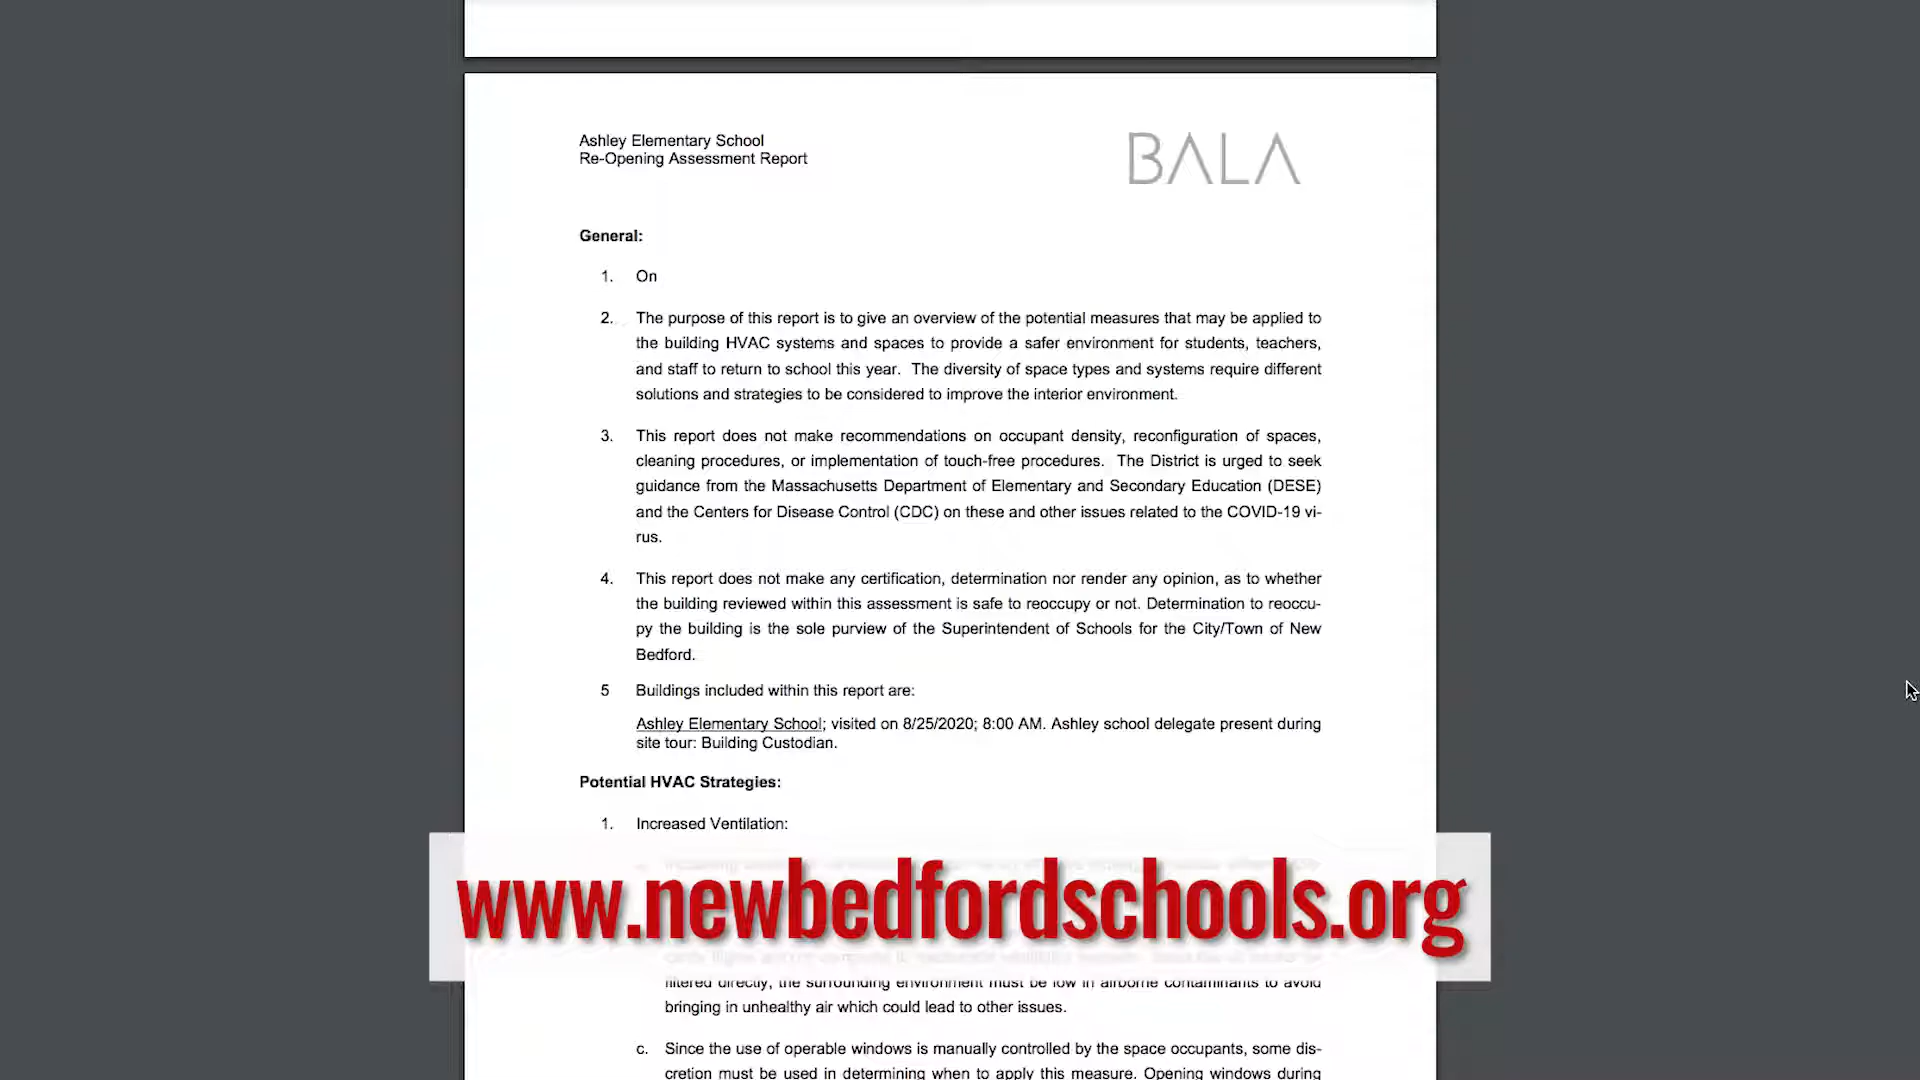 Ashley Elementary School
Re-Opening Assessment Report
BALA
General:
1. On
2. The purpose of this report is to give an overview of the potential measures that may be applied to
the building HVAC systems and spaces to provide a safer environment for students, teachers,
and staff to return to school this year. The diversity of space types and systems require different
solutions and strategies to be considered to improve the interior environment.
3. This report does not make recommendations on occupant density, reconfiguration of spaces,
cleaning procedures, or implementation of touch-free procedures. The District is urged to seek
guidance from the Massachusetts Department of Elementary and Secondary Education (DESE)
and the Centers for Disease Control (CDC) on these and other issues related to the COVID-19 vi-
rus.
4. This report does not make any certification, determination nor render any opinion, as to whether
the building reviewed within this assessment is safe to reoccupy or not. Determination to reoccu-
py the building is the sole purview of the Superintendent of Schools for the City/Town of New
Bedford.
5 Buildings included within this report are:
Ashley Elementary School; visited on 8/25/2020; 8:00 AM. Ashley school delegate present during
site tour: Building Custodian.
Potential HVAC Strategies:
1. Increased Ventilation:
www.newbedfordschools.org
filtered directly, the surrounding environment must be low in airborne contaminants to avoid
bringing in unhealthy air which could lead to other issues.
c. Since the use of operable windows is manually controlled by the space occupants, some dis-
cretion must be used in determining when to apply this measure. Opening windows during